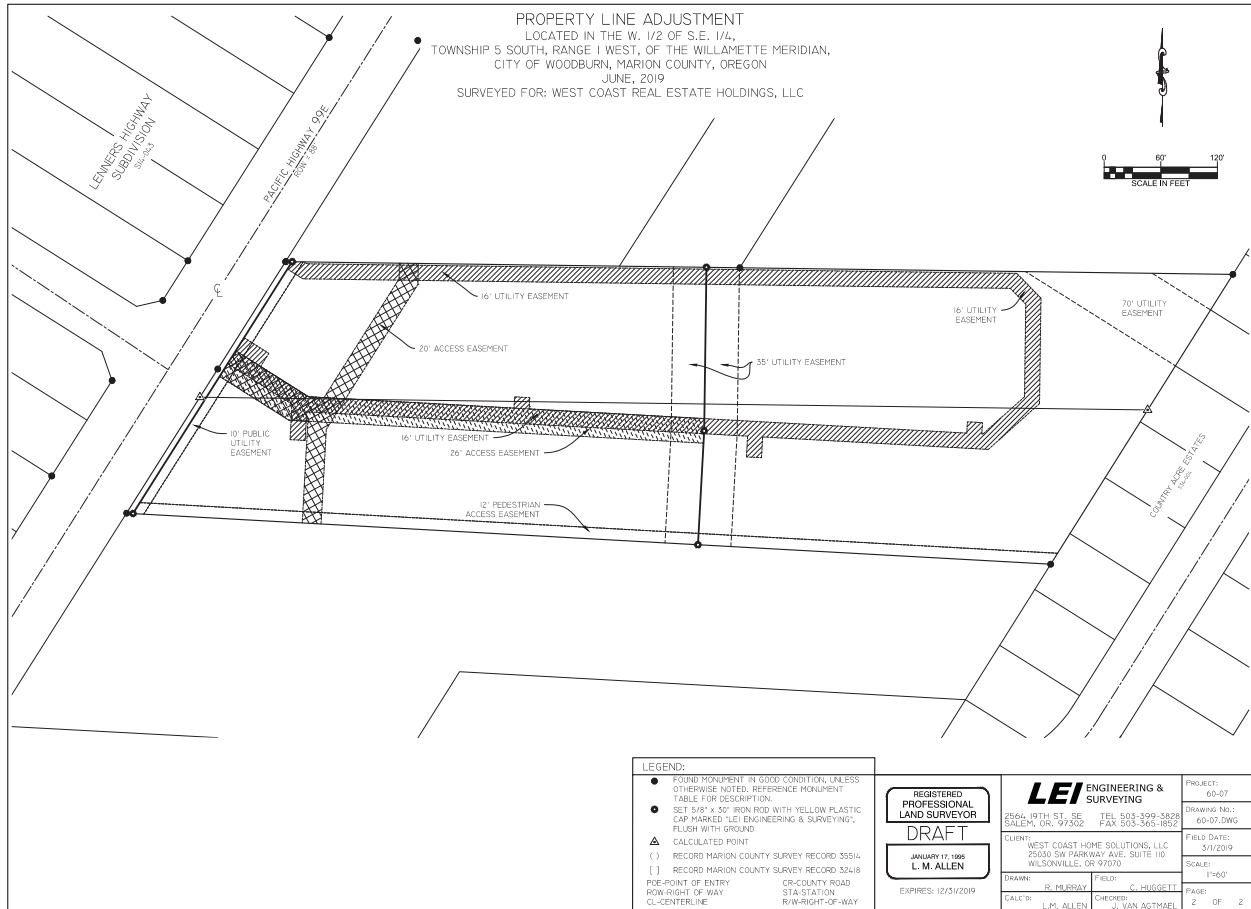 PROPERTY LINE ADJUSTMENT
LOCATED IN THE W. 1/2 OF S.E. 1/4,
TOWNSHIP 5 SOUTH, RANGE 1 WEST, OF THE WILLAMETTE MERIDIAN,
CITY OF WOODBURN, MARION COUNTY, OREGON
JUNE, 2019
SURVEYED FOR: WEST COAST REAL ESTATE HOLDINGS, LLC
0 60' 120'
SCALE IN FEET
LENNERS HIGHWAY
SUBDIVISION
S14-043
PACIFIC HIGHWAY 99E
ROW = 88'
CL
16' UTILITY EASEMENT
16' UTILITY
EASEMENT
70' UTILITY
EASEMENT
20' ACCESS EASEMENT
35' UTILITY EASEMENT
10' PUBLIC
UTILITY
EASEMENT
16' UTILITY EASEMENT
26' ACCESS EASEMENT
12' PEDESTRIAN
ACCESS EASEMENT
COUNTRY ACRE ESTATES
LEGEND:
FOUND MONUMENT IN GOOD CONDITION, UNLESS
OTHERWISE NOTED. REFERENCE MONUMENT
TABLE FOR DESCRIPTION.
SET 5/8" x 30" IRON ROD WITH YELLOW PLASTIC
CAP MARKED "LEI ENGINEERING & SURVEYING",
FLUSH WITH GROUND
CALCULATED POINT
( ) RECORD MARION COUNTY SURVEY RECORD 35514
[ ] RECORD MARION COUNTY SURVEY RECORD 32418
POE-POINT OF ENTRY CR-COUNTY ROAD
ROW-RIGHT OF WAY STA-STATION
CL-CENTERLINE R/W-RIGHT-OF-WAY
REGISTERED
PROFESSIONAL
LAND SURVEYOR
DRAFT
JANUARY 17, 1995
L. M. ALLEN
EXPIRES: 12/31/2019
LEI ENGINEERING &
SURVEYING
2564 19TH ST. SE TEL 503-399-3828
SALEM, OR. 97302 FAX 503-365-1852
CLIENT:
WEST COAST HOME SOLUTIONS, LLC
25030 SW PARKWAY AVE. SUITE 110
WILSONVILLE, OR 97070
DRAWN: R. MURRAY FIELD: C. HUGGETT
CALC'D: L.M. ALLEN CHECKED: J. VAN AGTMAEL
PROJECT:
60-07
DRAWING No.:
60-07.DWG
FIELD DATE:
3/1/2019
SCALE:
1"=60'
PAGE:
2 OF 2